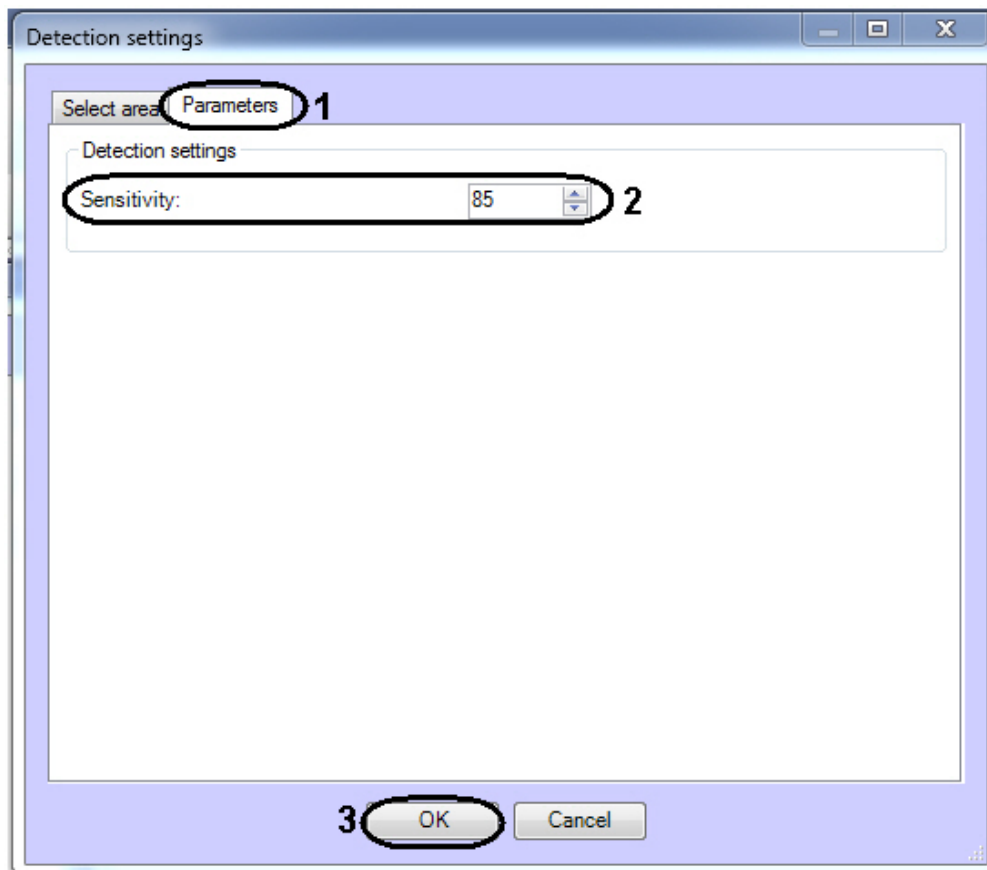 Detection settings
Select area Parameters 1
Detection settings
Sensitivity: 85 2
3 OK Cancel